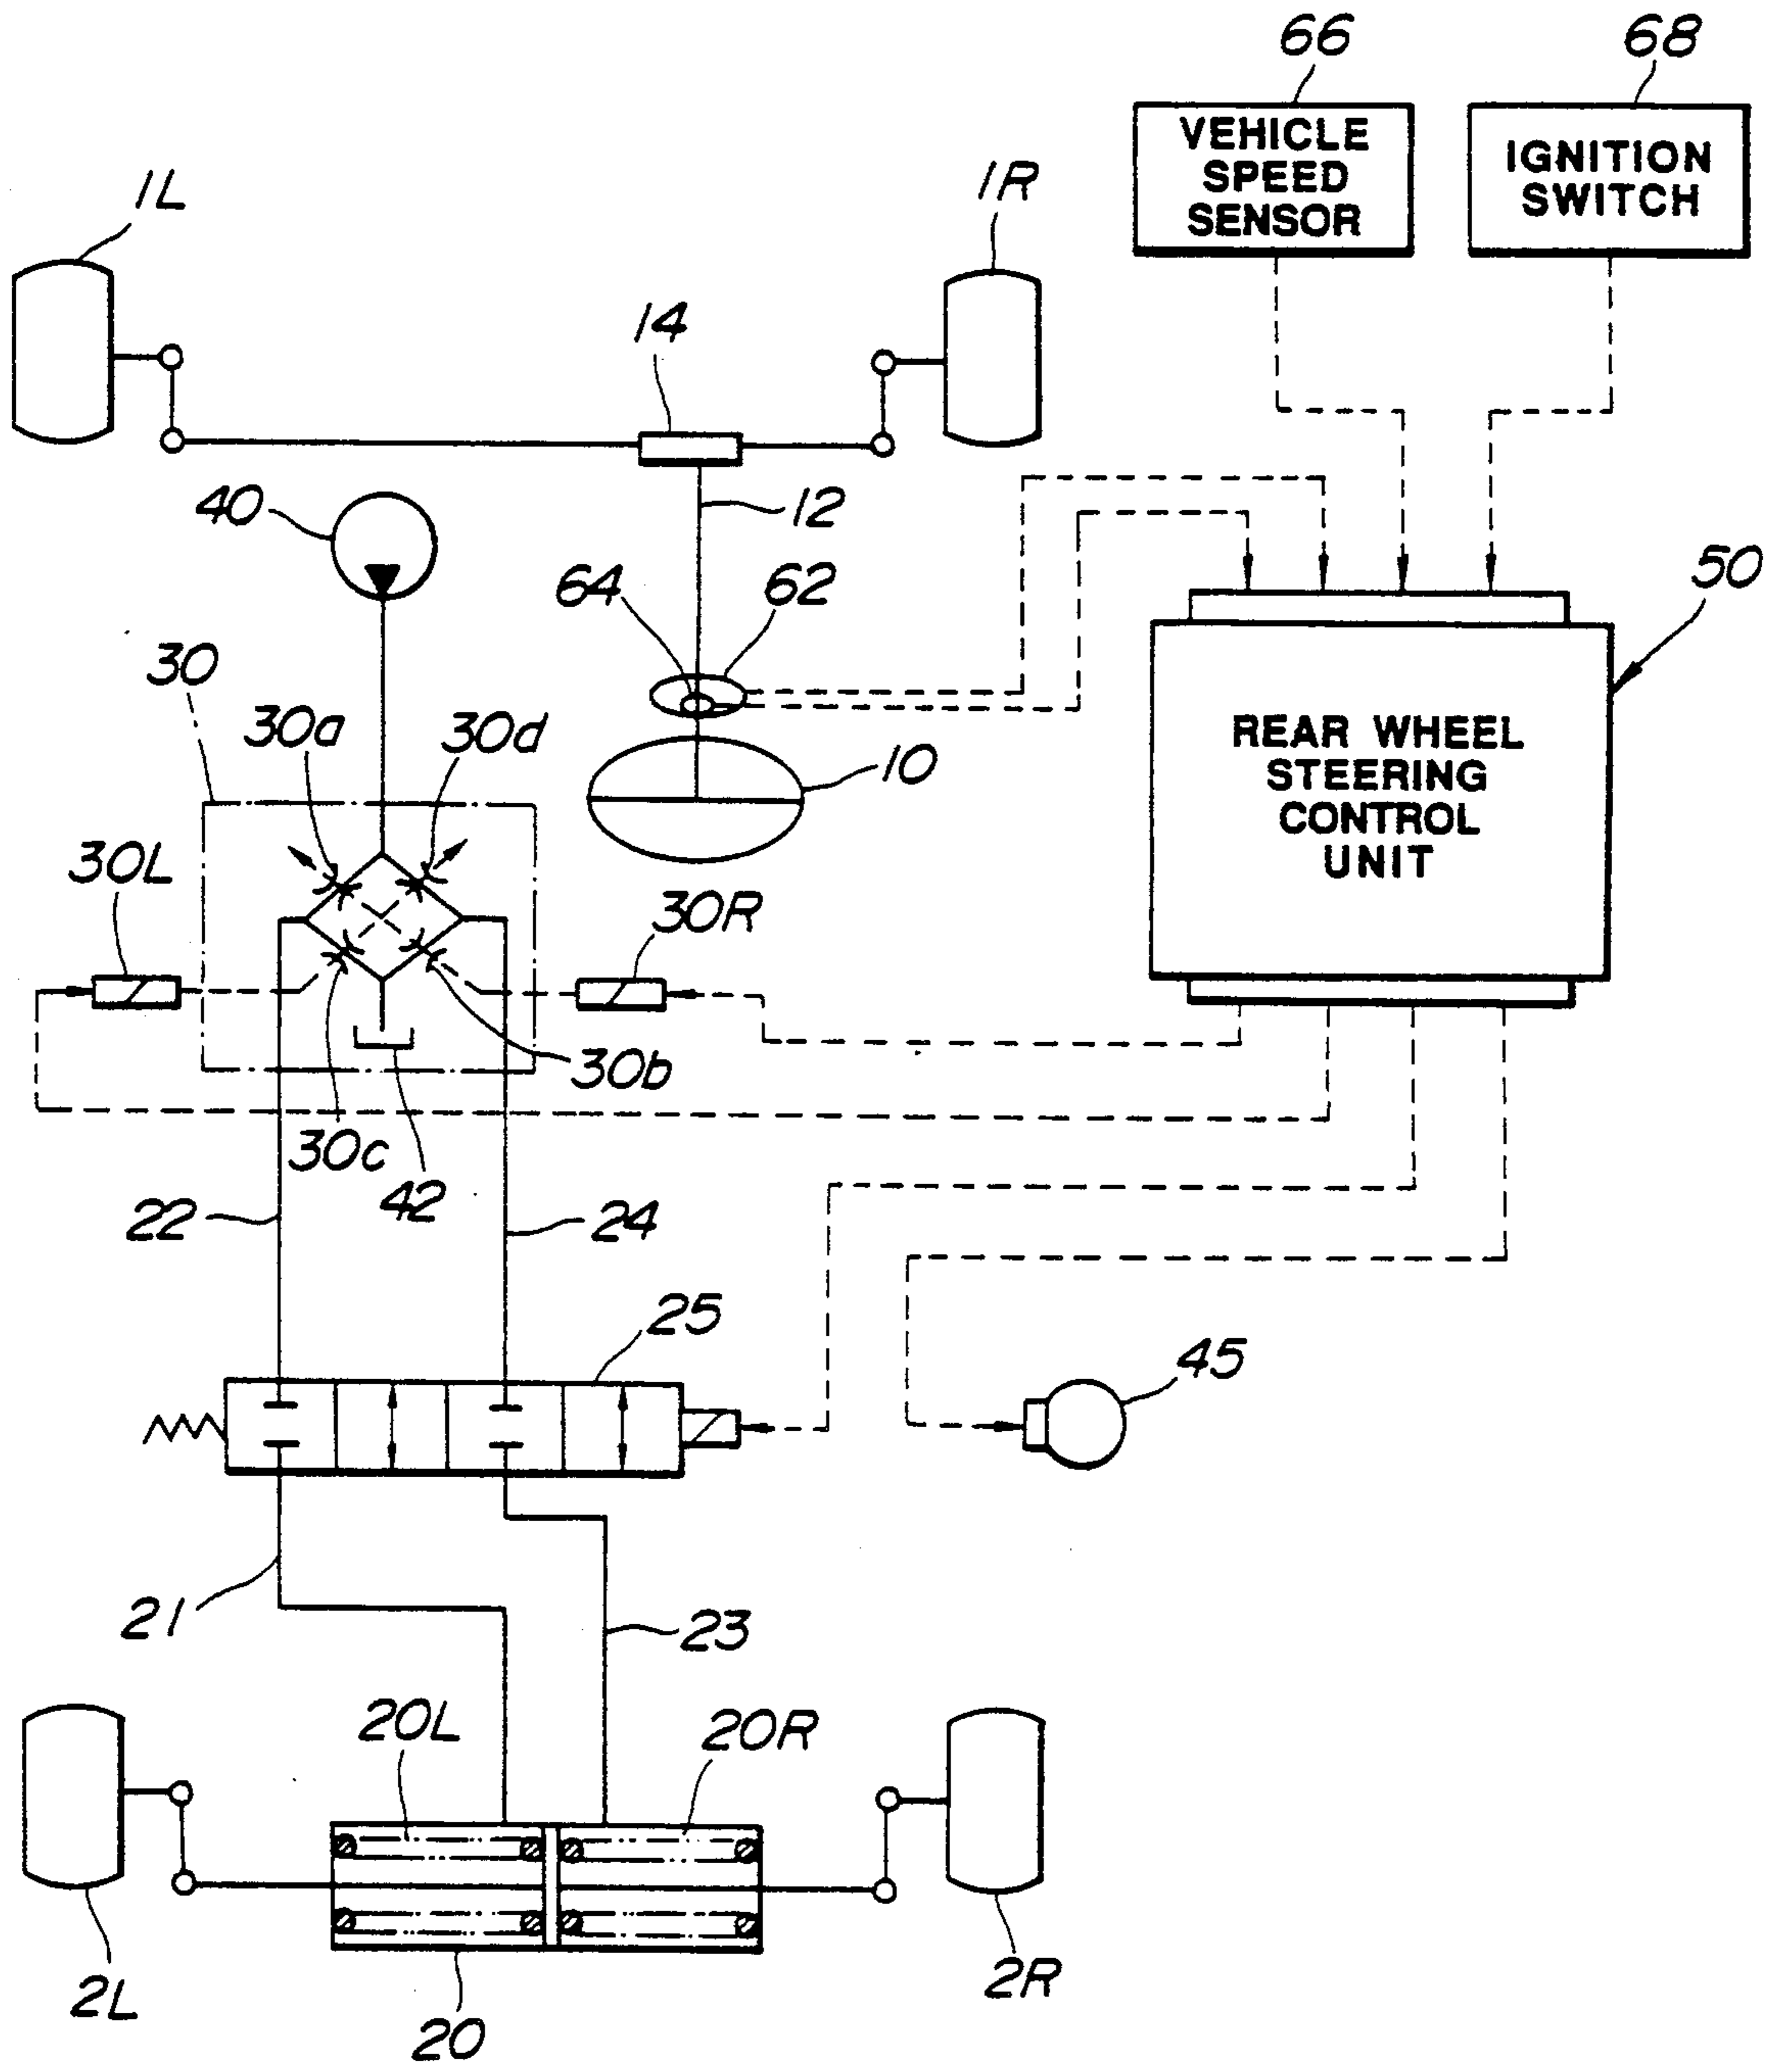 66
68
VEHICLE
SPEED
SENSOR
IGNITION
SWITCH
1L
1R
14
40
12
64
62
50
30
30a
30d
10
REAR WHEEL
STEERING
CONTROL
UNIT
30L
30R
30b
30c
42
22
24
25
45
21
23
20L
20R
2L
2R
20